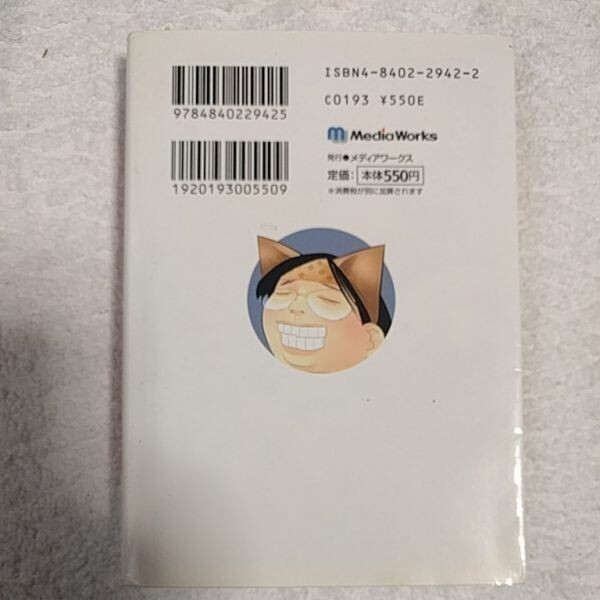 ISBN4-8402-2942-2
C0193 ¥550E
9784840229425
m MediaWorks
発行●メディアワークス
定価：本体550円
※消費税が別に加算されます
1920193005509